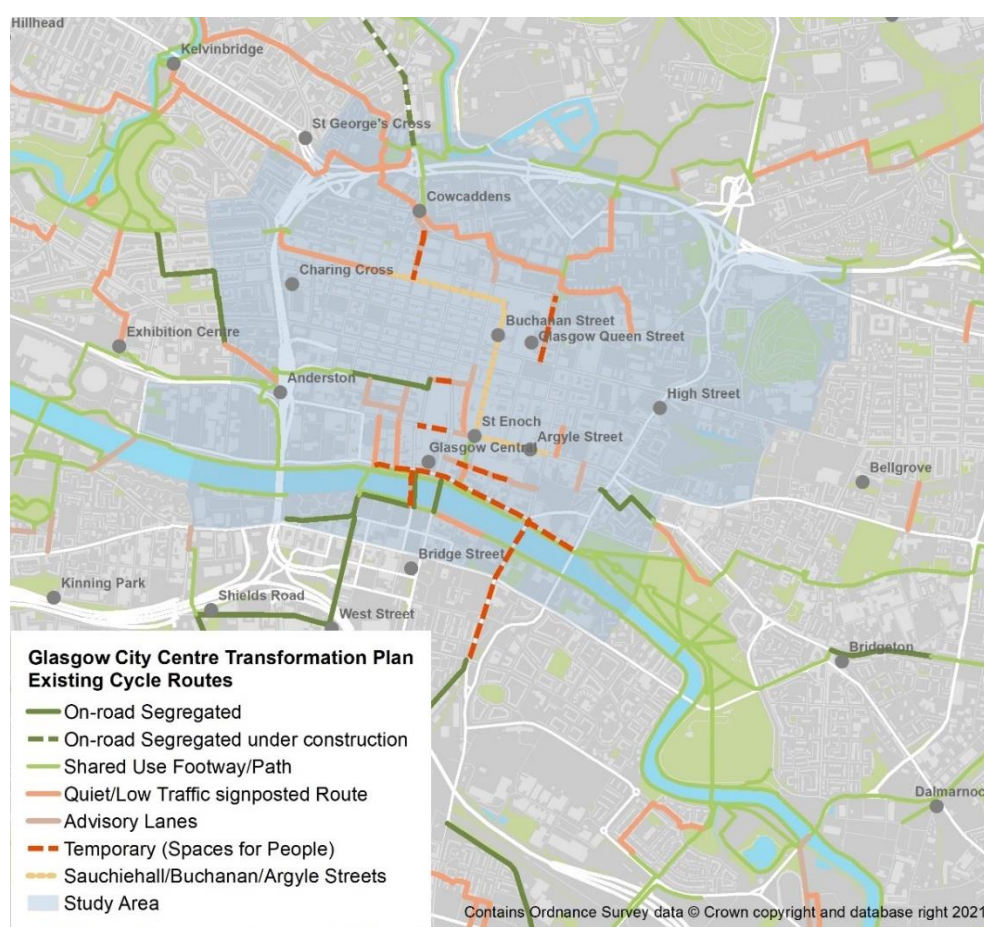 Hillhead
Kelvinbridge
St George's Cross
Cowcaddens
Charing Cross
Buchanan Street
Exhibition Centre
Glasgow Queen Street
Anderston
High Street
St Enoch
Argyle Street
Glasgow Central
Bellgrove
Bridge Street
Kinning Park
Shields Road
West Street
Bridgeton
Dalmarnoc
Glasgow City Centre Transformation Plan
Existing Cycle Routes
On-road Segregated
On-road Segregated under construction
Shared Use Footway/Path
Quiet/Low Traffic signposted Route
Advisory Lanes
Temporary (Spaces for People)
Sauchiehall/Buchanan/Argyle Streets
Study Area
Contains Ordnance Survey data © Crown copyright and database right 2021